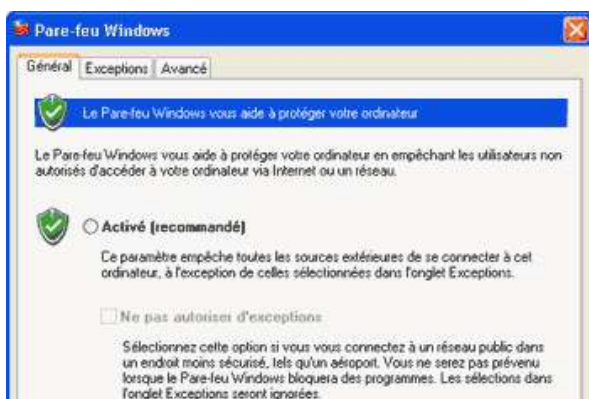 Pare-feu Windows
Général Exceptions Avancé
Le Pare-feu Windows vous aide à protéger votre ordinateur
Le Pare-feu Windows vous aide à protéger votre ordinateur en empêchant les utilisateurs non
autorisés d'accéder à votre ordinateur via Internet ou un réseau.
Activé (recommandé)
Ce paramètre empêche toutes les sources extérieures de se connecter à cet
ordinateur, à l'exception de celles sélectionnées dans l'onglet Exceptions.
Ne pas autoriser d'exceptions
Sélectionnez cette option si vous vous connectez à un réseau public dans
un endroit moins sécurisé, tels qu'un aéroport. Vous ne serez pas prévenu
lorsque le Pare-feu Windows bloquera des programmes. Les sélections dans
l'onglet Exceptions seront ignorées.